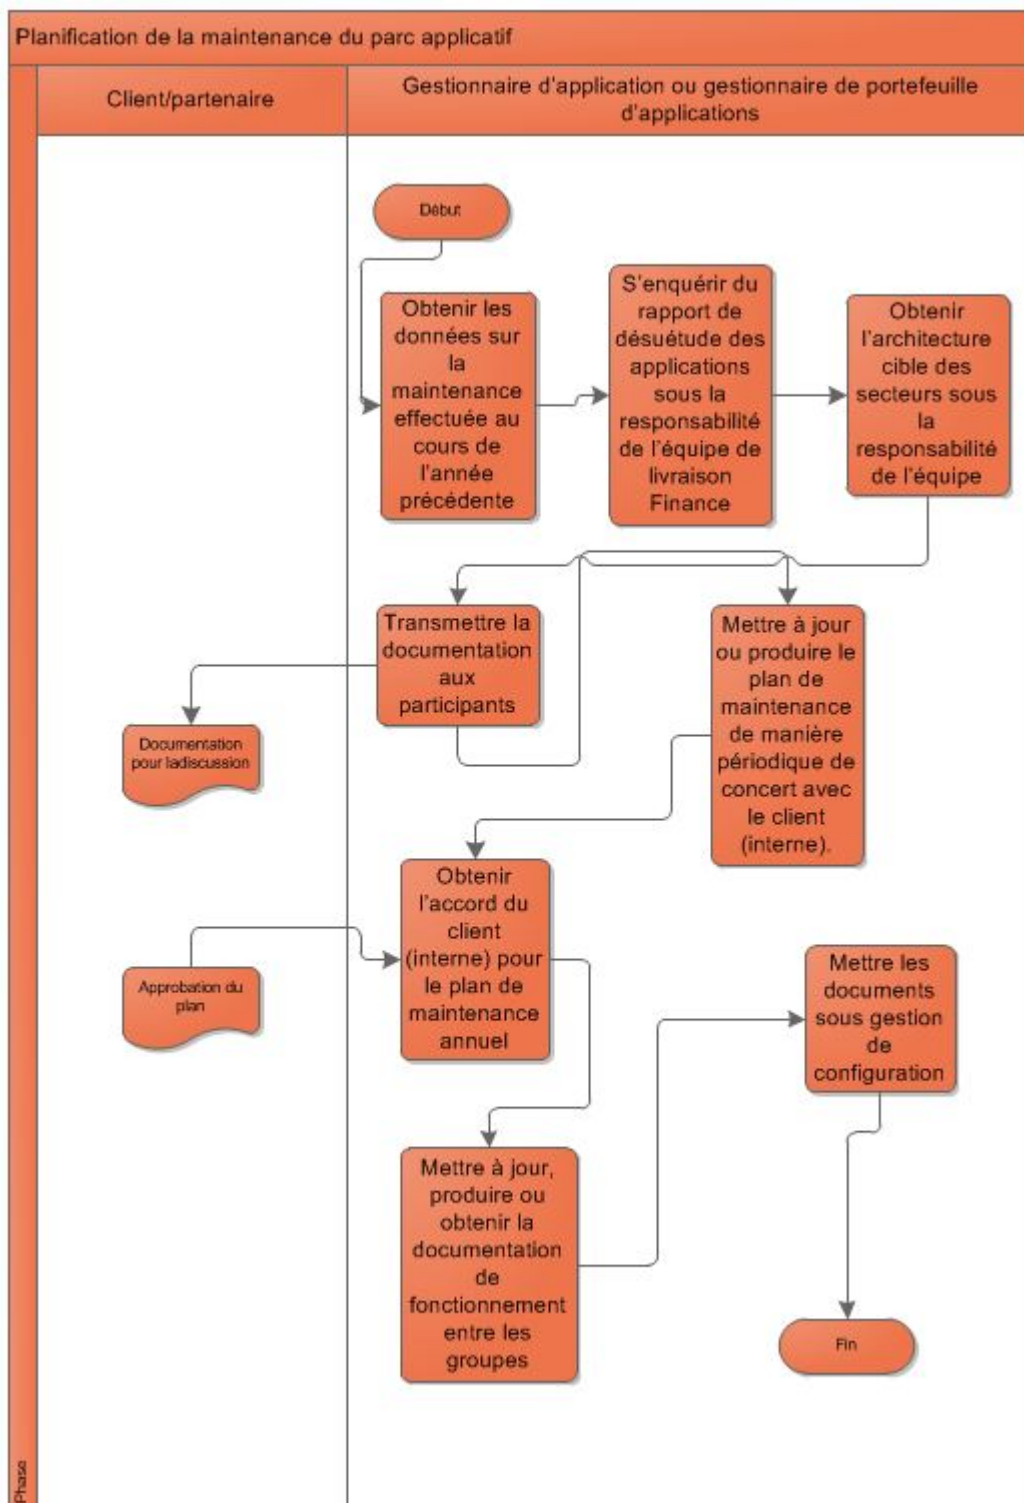 Planification de la maintenance du parc applicatif
Client/partenaire
Gestionnaire d'application ou gestionnaire de portefeuille
d'applications
Début
Obtenir les
données sur
la
maintenance
effectuée au
cours de
l'année
précédente
S'enquérir du
rapport de
désuétude des
applications
sous la
responsabilité
de l'équipe de
livraison
Finance
Obtenir
l'architecture
cible des
secteurs sous
la
responsabilité
de l'équipe
Transmettre la
documentation
aux
participants
Mettre à jour
ou produire le
plan de
maintenance
de manière
périodique de
concert avec
le client
(interne).
Documentation
pour ladiscussion
Obtenir
l'accord du
client
(interne) pour
le plan de
maintenance
annuel
Approbation du
plan
Mettre les
documents
sous gestion
de
configuration
Mettre à jour,
produire ou
obtenir la
documentation
de
fonctionnement
entre les
groupes
Fin
Phase